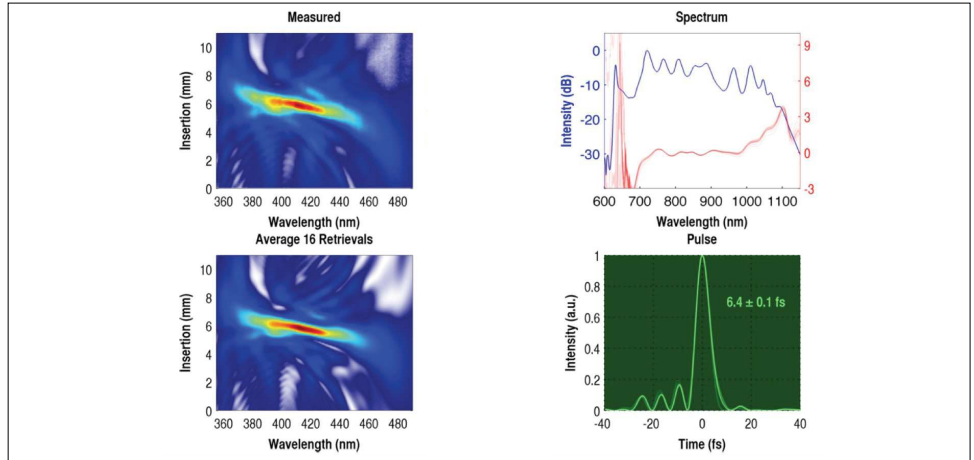 Measured
Insertion (mm)
10
8
6
4
2
0
360 380 400 420 440 460 480
Wavelength (nm)
Spectrum
Intensity (dB)
0
-10
-20
-30
9
6
3
0
-3
600 700 800 900 1000 1100
Wavelength (nm)
Average 16 Retrievals
Insertion (mm)
10
8
6
4
2
0
360 380 400 420 440 460 480
Wavelength (nm)
Pulse
Intensity (a.u.)
1
0.8
0.6
0.4
0.2
0
6.4 ± 0.1 fs
-40 -20 0 20 40
Time (fs)